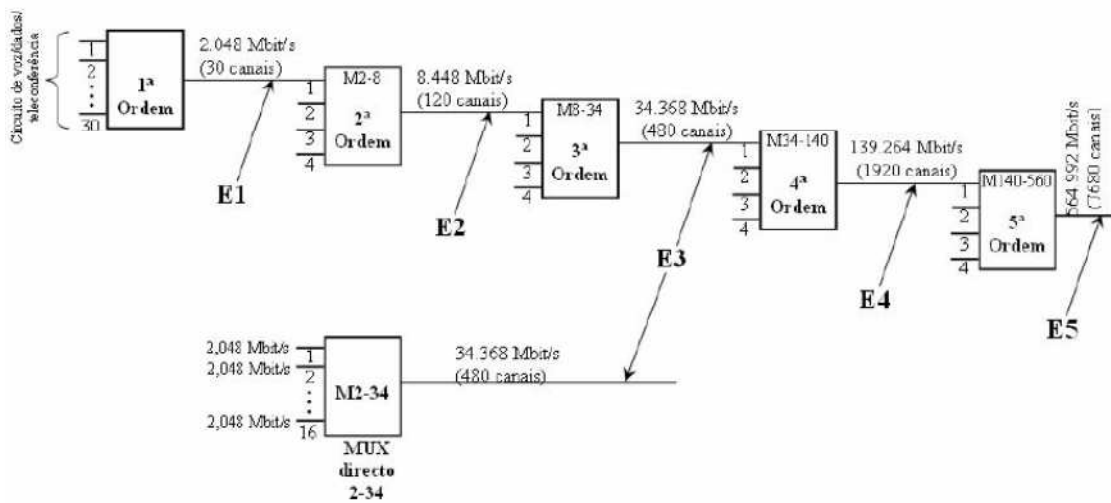 Circuito de voz/dados/
teleconferência
1
2
30
1ª
Ordem
2.048 Mbit/s
(30 canais)
E1
M2-8
1
2
3
4
2ª
Ordem
8.448 Mbit/s
(120 canais)
E2
M8-34
1
2
3
4
3ª
Ordem
34.368 Mbit/s
(480 canais)
E3
M34-140
1
2
3
4
4ª
Ordem
139.264 Mbit/s
(1920 canais)
E4
M140-560
1
2
3
4
5ª
Ordem
564.992 Mbit/s
(7680 canais)
E5
2,048 Mbit/s
2,048 Mbit/s
2,048 Mbit/s
1
2
16
M2-34
34.368 Mbit/s
(480 canais)
MUX
directo
2-34